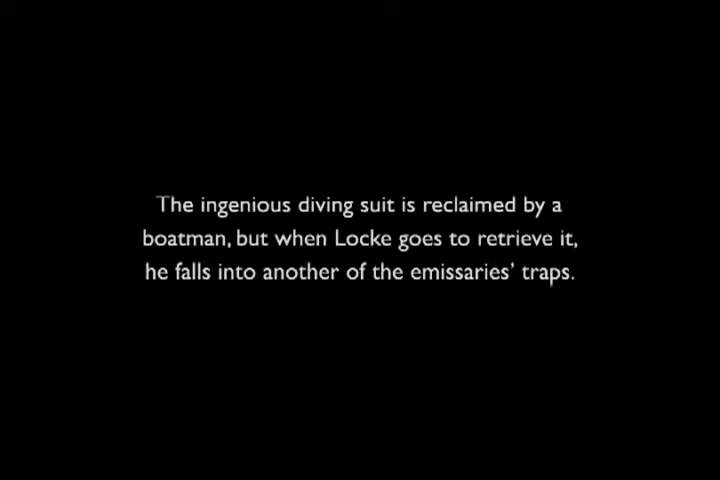 The ingenious diving suit is reclaimed by a
boatman, but when Locke goes to retrieve it,
he falls into another of the emissaries’ traps.